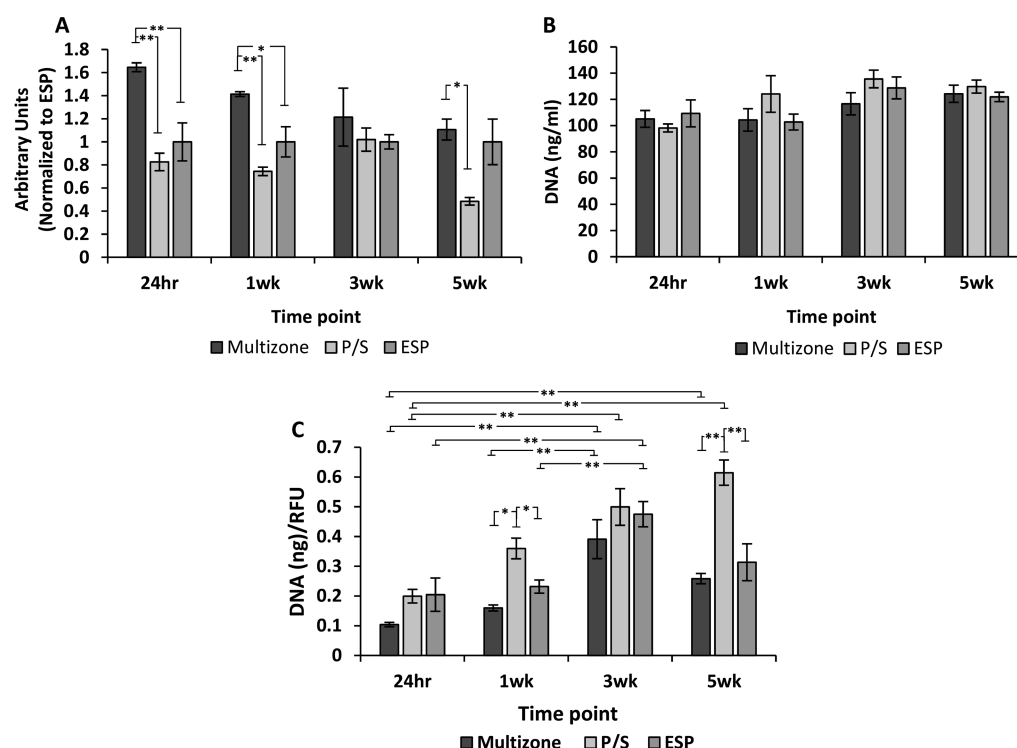 A
**
**
*
**
*
1.8
1.6
1.4
1.2
1
0.8
0.6
0.4
0.2
0
Arbitrary Units
(Normalized to ESP)
24hr 1wk 3wk 5wk
Time point
Multizone P/S ESP
B
160
140
120
100
80
60
40
20
0
DNA (ng/ml)
24hr 1wk 3wk 5wk
Time point
Multizone P/S ESP
C
**
**
**
**
**
**
**
** **
* *
0.7
0.6
0.5
0.4
0.3
0.2
0.1
0
DNA (ng)/RFU
24hr 1wk 3wk 5wk
Time point
Multizone P/S ESP